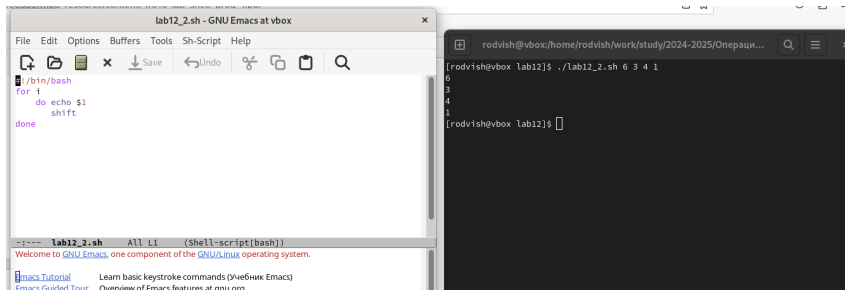 lab12_2.sh - GNU Emacs at vbox
×
File Edit Options Buffers Tools Sh-Script Help
Save Undo
#!/bin/bash
for i
    do echo $1
       shift
done
-:--- lab12_2.sh All L1 (Shell-script[bash])
Welcome to GNU Emacs, one component of the GNU/Linux operating system.
Emacs Tutorial Learn basic keystroke commands (Учебник Emacs)
Emacs Guided Tour Overview of Emacs features at gnu.org
rodvish@vbox:/home/rodvish/work/study/2024-2025/Операци...
[rodvish@vbox lab12]$ ./lab12_2.sh 6 3 4 1
6
3
4
1
[rodvish@vbox lab12]$